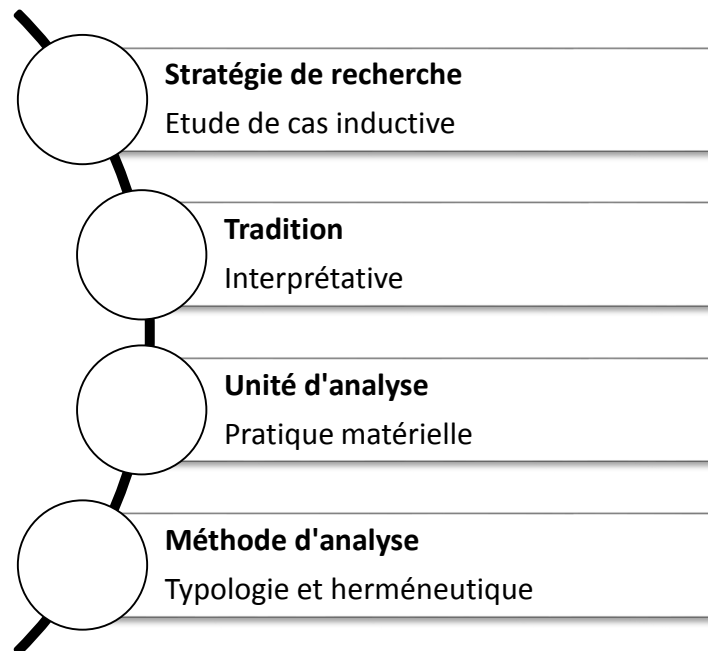 Stratégie de recherche
Etude de cas inductive
Tradition
Interprétative
Unité d'analyse
Pratique matérielle
Méthode d'analyse
Typologie et herméneutique